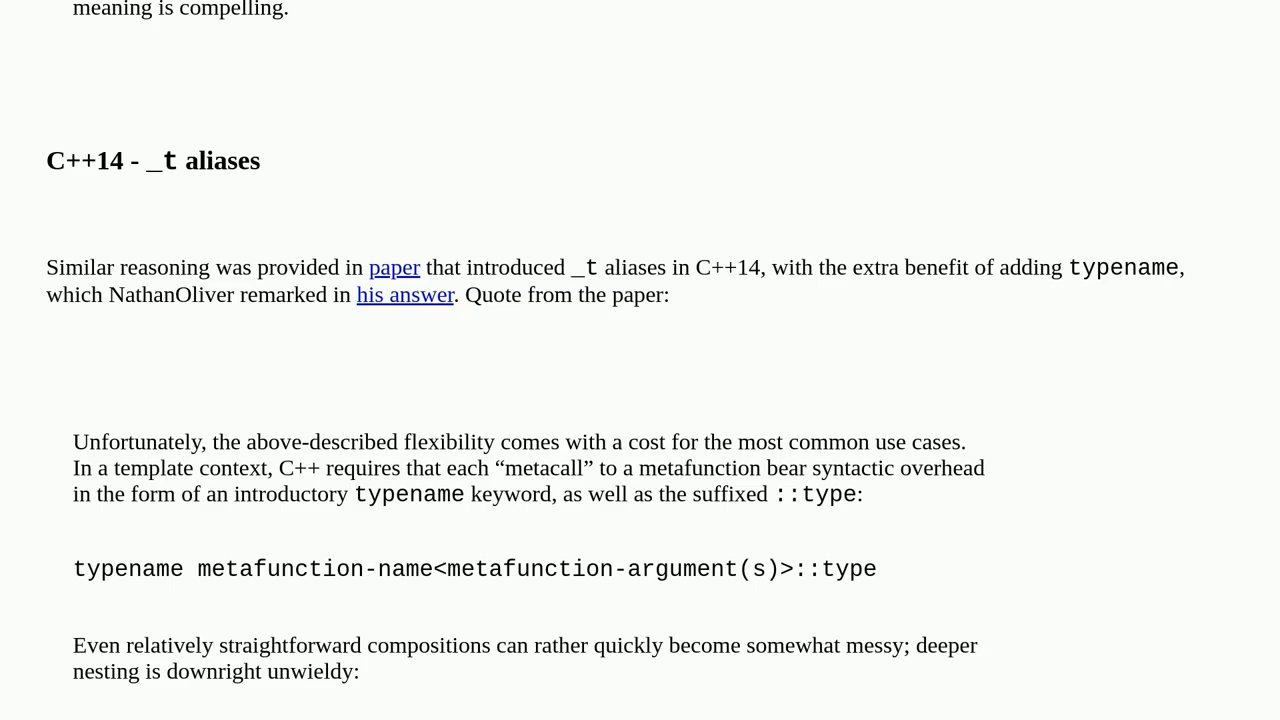 meaning is compelling.
C++14 - _t aliases
Similar reasoning was provided in paper that introduced _t aliases in C++14, with the extra benefit of adding typename,
which NathanOliver remarked in his answer. Quote from the paper:
Unfortunately, the above-described flexibility comes with a cost for the most common use cases.
In a template context, C++ requires that each “metacall” to a metafunction bear syntactic overhead
in the form of an introductory typename keyword, as well as the suffixed ::type:
typename metafunction-name<metafunction-argument(s)>::type
Even relatively straightforward compositions can rather quickly become somewhat messy; deeper
nesting is downright unwieldy: